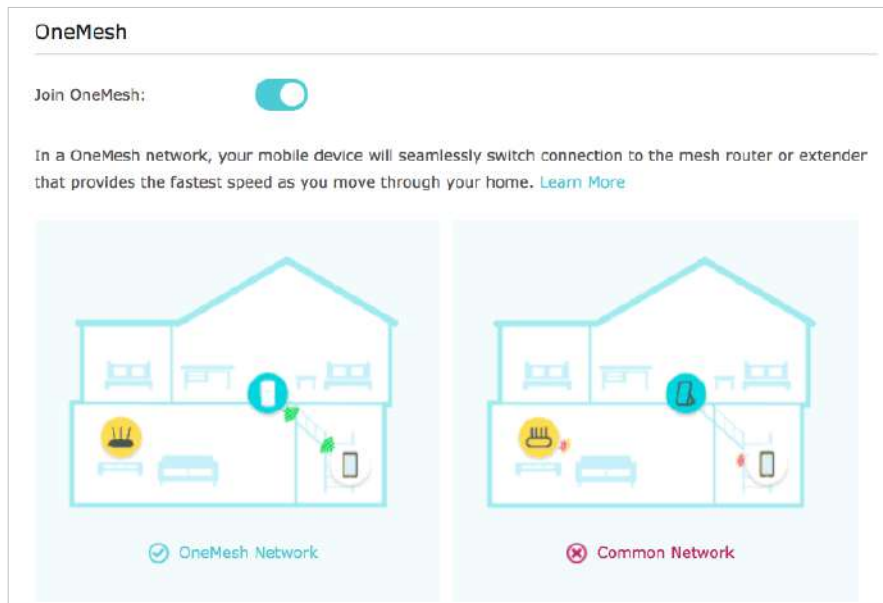 OneMesh
Join OneMesh:
In a OneMesh network, your mobile device will seamlessly switch connection to the mesh router or extender
that provides the fastest speed as you move through your home. Learn More
OneMesh Network
Common Network